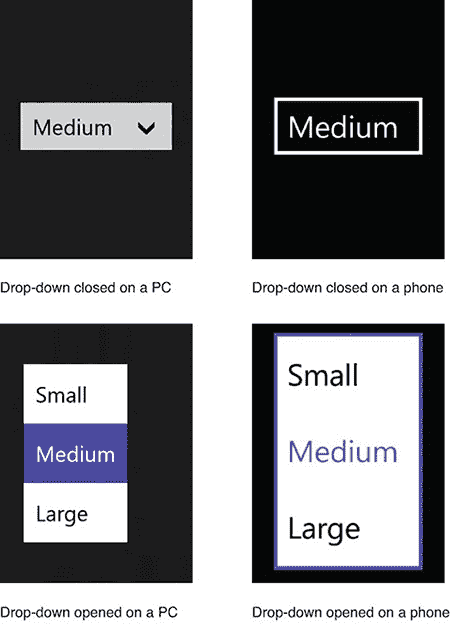 Medium
Medium
Drop-down closed on a PC
Drop-down closed on a phone
Small
Medium
Large
Small
Medium
Large
Drop-down opened on a PC
Drop-down opened on a phone